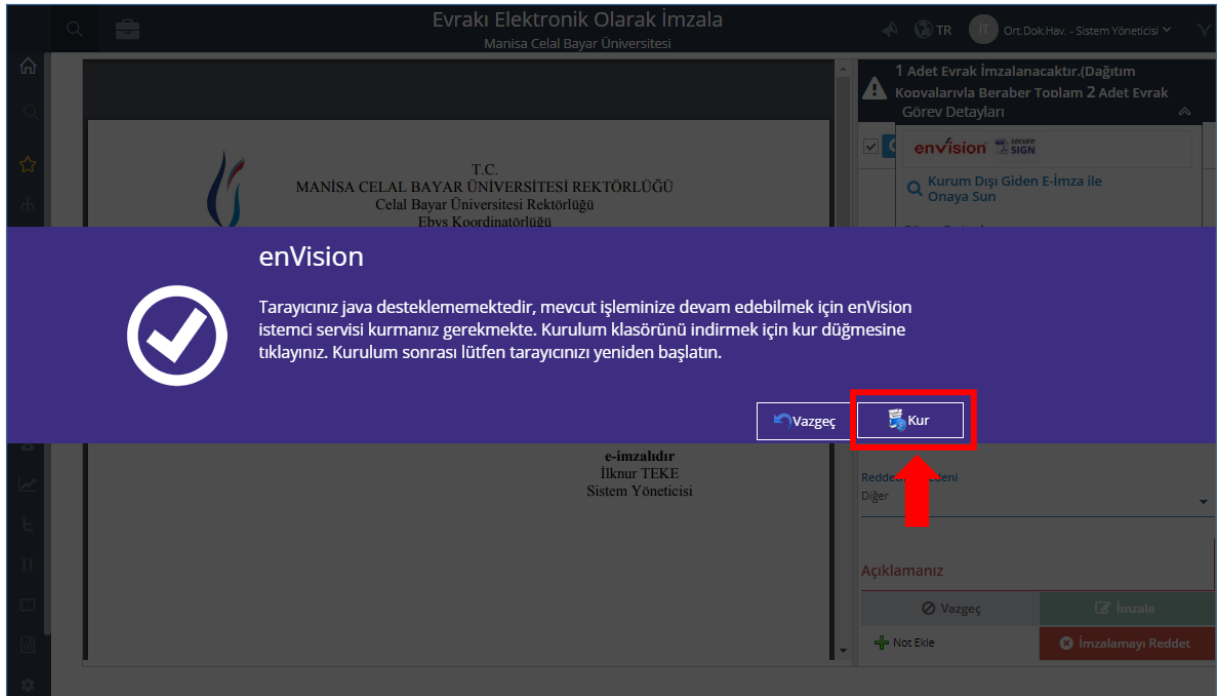 Evrakı Elektronik Olarak İmzala
Manisa Celal Bayar Üniversitesi
TR
IT
Ort.Dok.Hav. - Sistem Yöneticisi
1 Adet Evrak İmzalanacaktır.(Dağıtım
Kopyalarıyla Beraber Toplam 2 Adet Evrak
Görev Detayları
enVision secure SIGN
Kurum Dışı Giden E-İmza ile
Onaya Sun
T.C.
MANİSA CELAL BAYAR ÜNİVERSİTESİ REKTÖRLÜĞÜ
Celal Bayar Üniversitesi Rektörlüğü
Ebys Koordinatörlüğü
enVision
Tarayıcınız java desteklememektedir, mevcut işleminize devam edebilmek için enVision
istemci servisi kurmanız gerekmekte. Kurulum klasörünü indirmek için kur düğmesine
tıklayınız. Kurulum sonrası lütfen tarayıcınızı yeniden başlatın.
Vazgeç
Kur
e-imzalıdır
İlknur TEKE
Sistem Yöneticisi
Diğer
Açıklamanız
Vazgeç
İmzala
Not Ekle
İmzalamayı Reddet